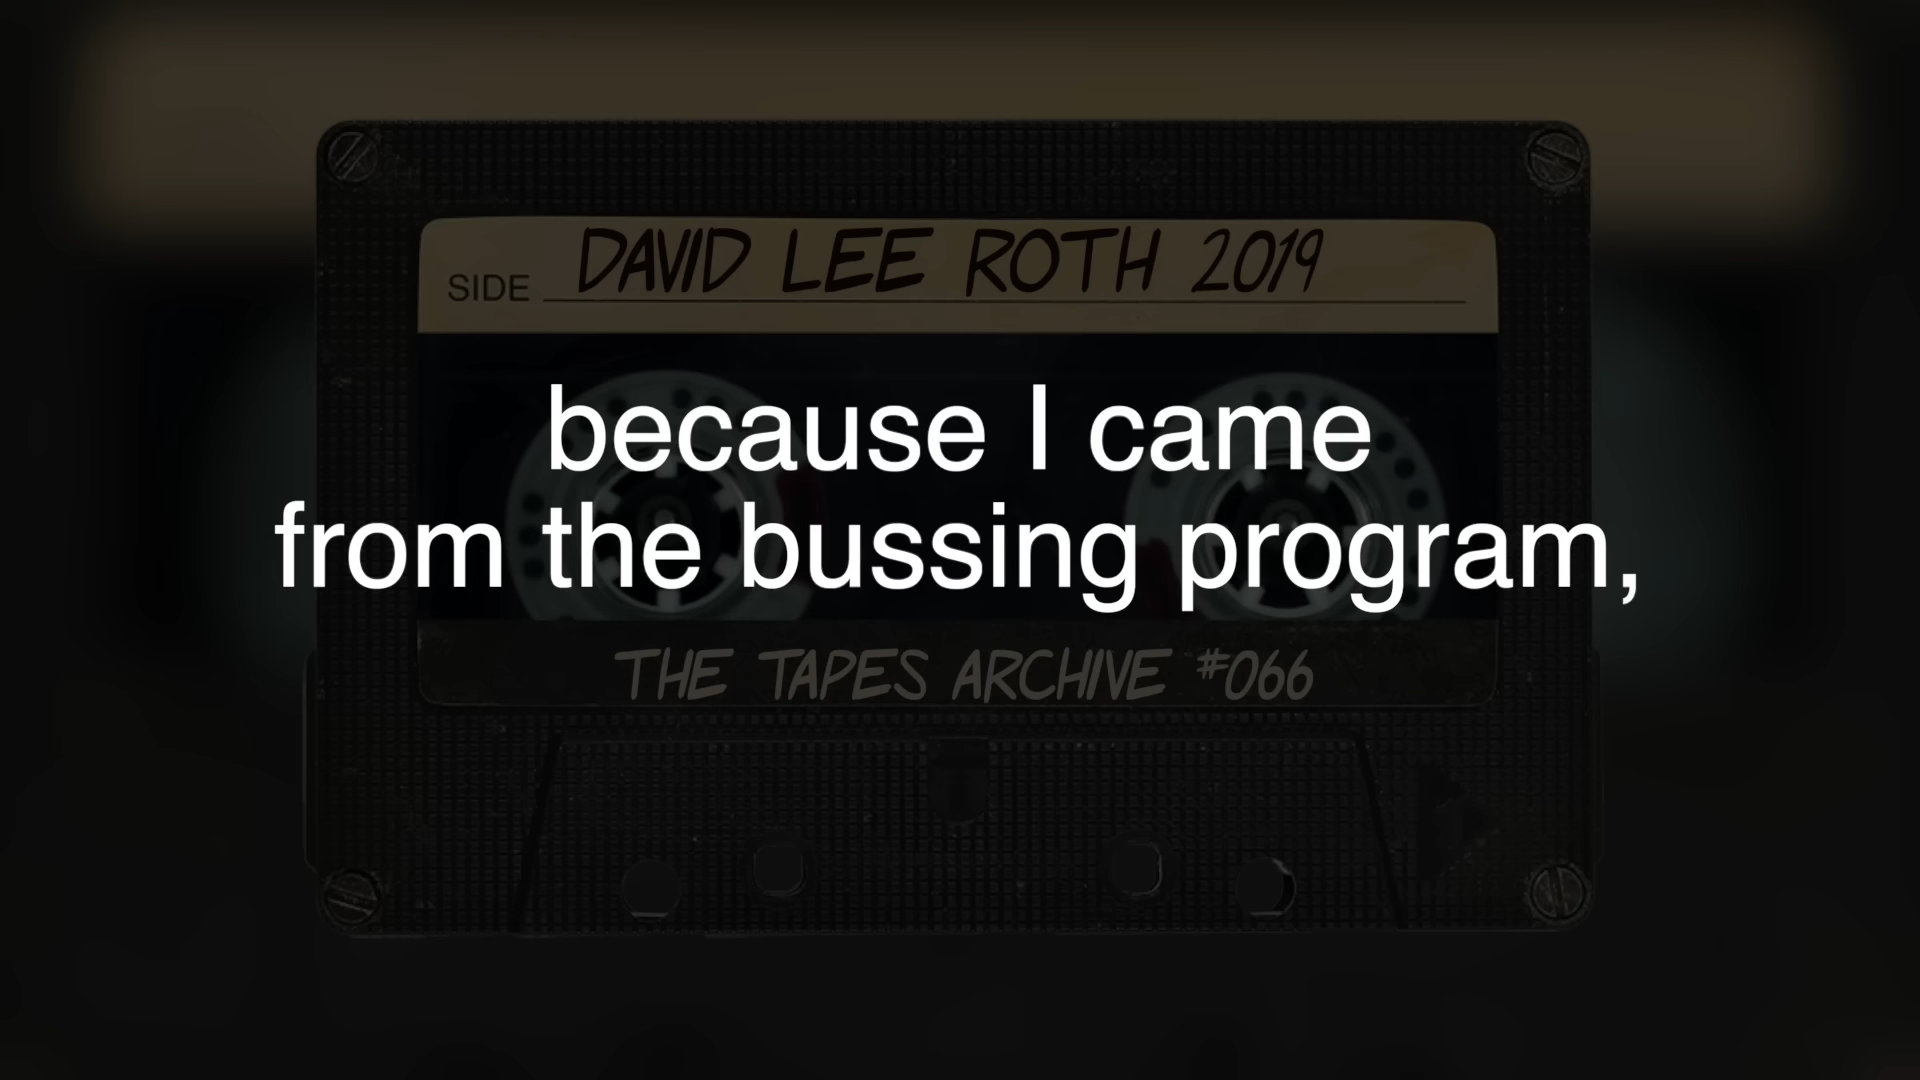 SIDE DAVID LEE ROTH 2019
because I came
from the bussing program,
THE TAPES ARCHIVE #066